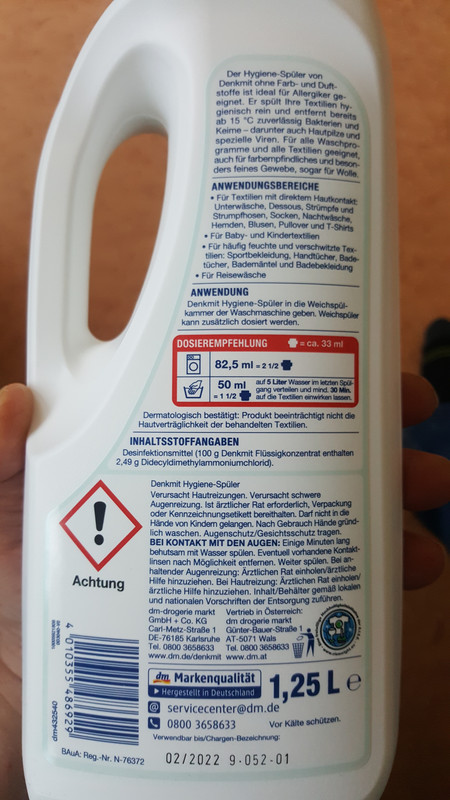 Der Hygiene-Spüler von
Denkmit ohne Farb- und Duft-
stoffe ist ideal für Allergiker ge-
eignet. Er spült Ihre Textilien hy-
gienisch rein und entfernt bereits
ab 15 °C zuverlässig Bakterien und
Keime – darunter auch Hautpilze und
spezielle Viren. Für alle Waschpro-
gramme und alle Textilien geeignet,
auch für farbempfindliches und beson-
ders feines Gewebe, sogar für Wolle.
ANWENDUNGSBEREICHE
• Für Textilien mit direktem Hautkontakt:
Unterwäsche, Dessous, Strümpfe und
Strumpfhosen, Socken, Nachtwäsche,
Hemden, Blusen, Pullover und T-Shirts
• Für Baby- und Kindertextilien
• Für häufig feuchte und verschwitzte Tex-
tilien: Sportbekleidung, Handtücher, Bade-
tücher, Bademäntel und Badebekleidung
• Für Reisewäsche
ANWENDUNG
Denkmit Hygiene-Spüler in die Weichspül-
kammer der Waschmaschine geben. Weichspüler
kann zusätzlich dosiert werden.
DOSIEREMPFEHLUNG = ca. 33 ml
82,5 ml = 2 1/2
50 ml
= 1 1/2
auf 5 Liter Wasser im letzten Spül-
gang verteilen und mind. 30 Min.
auf die Textilien einwirken lassen.
Dermatologisch bestätigt: Produkt beeinträchtigt nicht die
Hautverträglichkeit der behandelten Textilien.
INHALTSSTOFFANGABEN
Desinfektionsmittel (100 g Denkmit Flüssigkonzentrat enthalten
2,49 g Didecyldimethylammoniumchlorid).
Denkmit Hygiene-Spüler
Verursacht Hautreizungen. Verursacht schwere
Augenreizung. Ist ärztlicher Rat erforderlich, Verpackung
oder Kennzeichnungsetikett bereithalten. Darf nicht in die
Hände von Kindern gelangen. Nach Gebrauch Hände gründ-
lich waschen. Augenschutz/Gesichtsschutz tragen.
BEI KONTAKT MIT DEN AUGEN: Einige Minuten lang
behutsam mit Wasser spülen. Eventuell vorhandene Kontakt-
linsen nach Möglichkeit entfernen. Weiter spülen. Bei an-
haltender Augenreizung: Ärztlichen Rat einholen/ärztliche
Hilfe hinzuziehen. Bei Hautreizung: Ärztlichen Rat einholen/
ärztliche Hilfe hinzuziehen. Inhalt/Behälter gemäß lokalen
und nationalen Vorschriften der Entsorgung zuführen.
Achtung
dm-drogerie markt
GmbH + Co. KG
Carl-Metz-Straße 1
DE-76185 Karlsruhe
Tel. 0800 3658633
www.dm.de/denkmit
Vertrieb in Österreich:
dm drogerie markt
Günter-Bauer-Straße 1
AT-5071 Wals
Tel. 0800 3658633
www.dm.at
dm Markenqualität
Hergestellt in Deutschland
1,25 L e
servicecenter@dm.de
0800 3658633
Vor Kälte schützen.
Verwendbar bis/Chargen-Bezeichnung:
02/2022 9-052-01
dm432540
4 010355 486929
BAuA: Reg.-Nr. N-76372